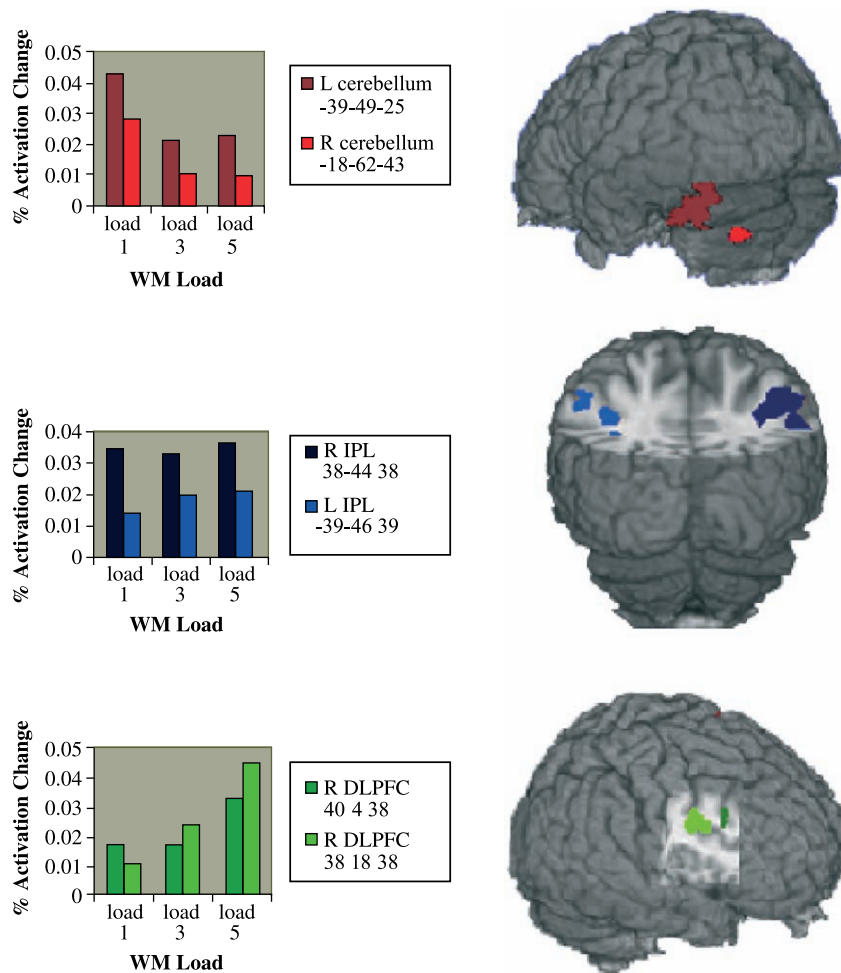 % Activation Change
0.05
0.04
0.03
0.02
0.01
0
load load load
1 3 5
WM Load
L cerebellum
-39-49-25
R cerebellum
-18-62-43
% Activation Change
0.04
0.03
0.02
0.01
0
load load load
1 3 5
WM Load
R IPL
38-44 38
L IPL
-39-46 39
% Activation Change
0.05
0.04
0.03
0.02
0.01
0
load load load
1 3 5
WM Load
R DLPFC
40 4 38
R DLPFC
38 18 38